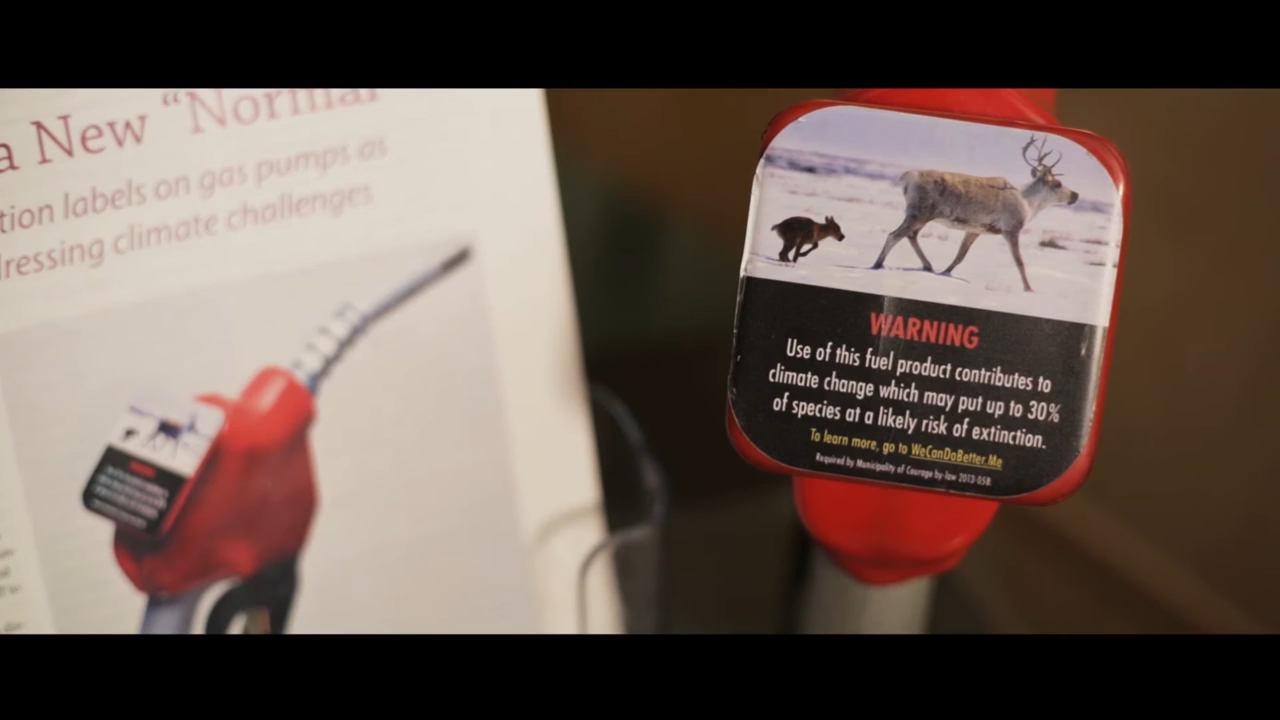 a New “Normal”
tion labels on gas pumps as
dressing climate challenges
WARNING
Use of this fuel product contributes to
climate change which may put up to 30%
of species at a likely risk of extinction.
To learn more, go to WeCanDoBetter.Me
Required by Municipality of Courage by-law 2013-058.